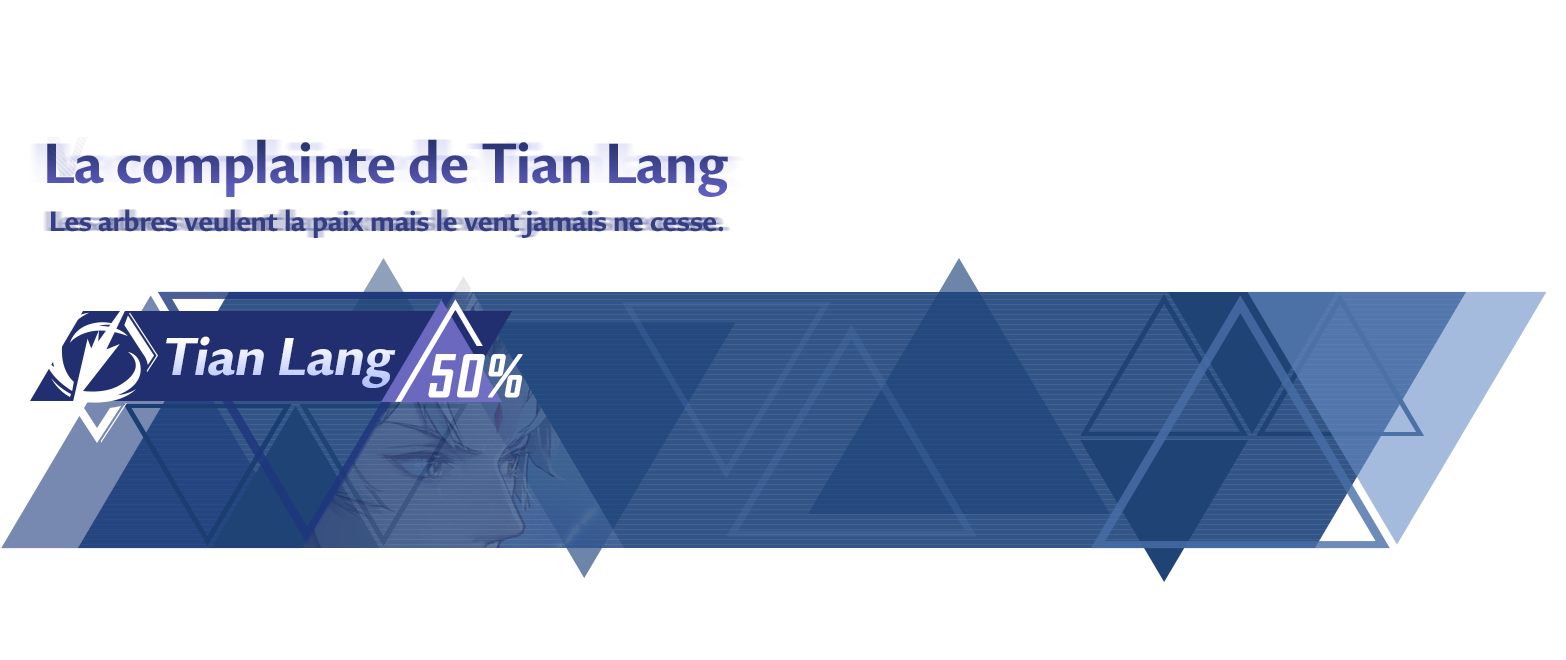 La complainte de Tian Lang
Les arbres veulent la paix mais le vent jamais ne cesse.
Tian Lang
50%